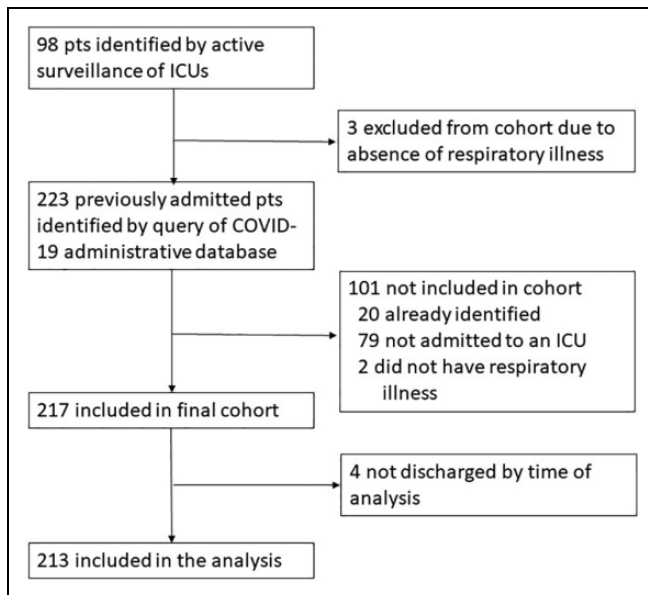 98 pts identified by active
surveillance of ICUs
3 excluded from cohort due to
absence of respiratory illness
223 previously admitted pts
identified by query of COVID-
19 administrative database
101 not included in cohort
20 already identified
79 not admitted to an ICU
2 did not have respiratory
illness
217 included in final cohort
4 not discharged by time of
analysis
213 included in the analysis